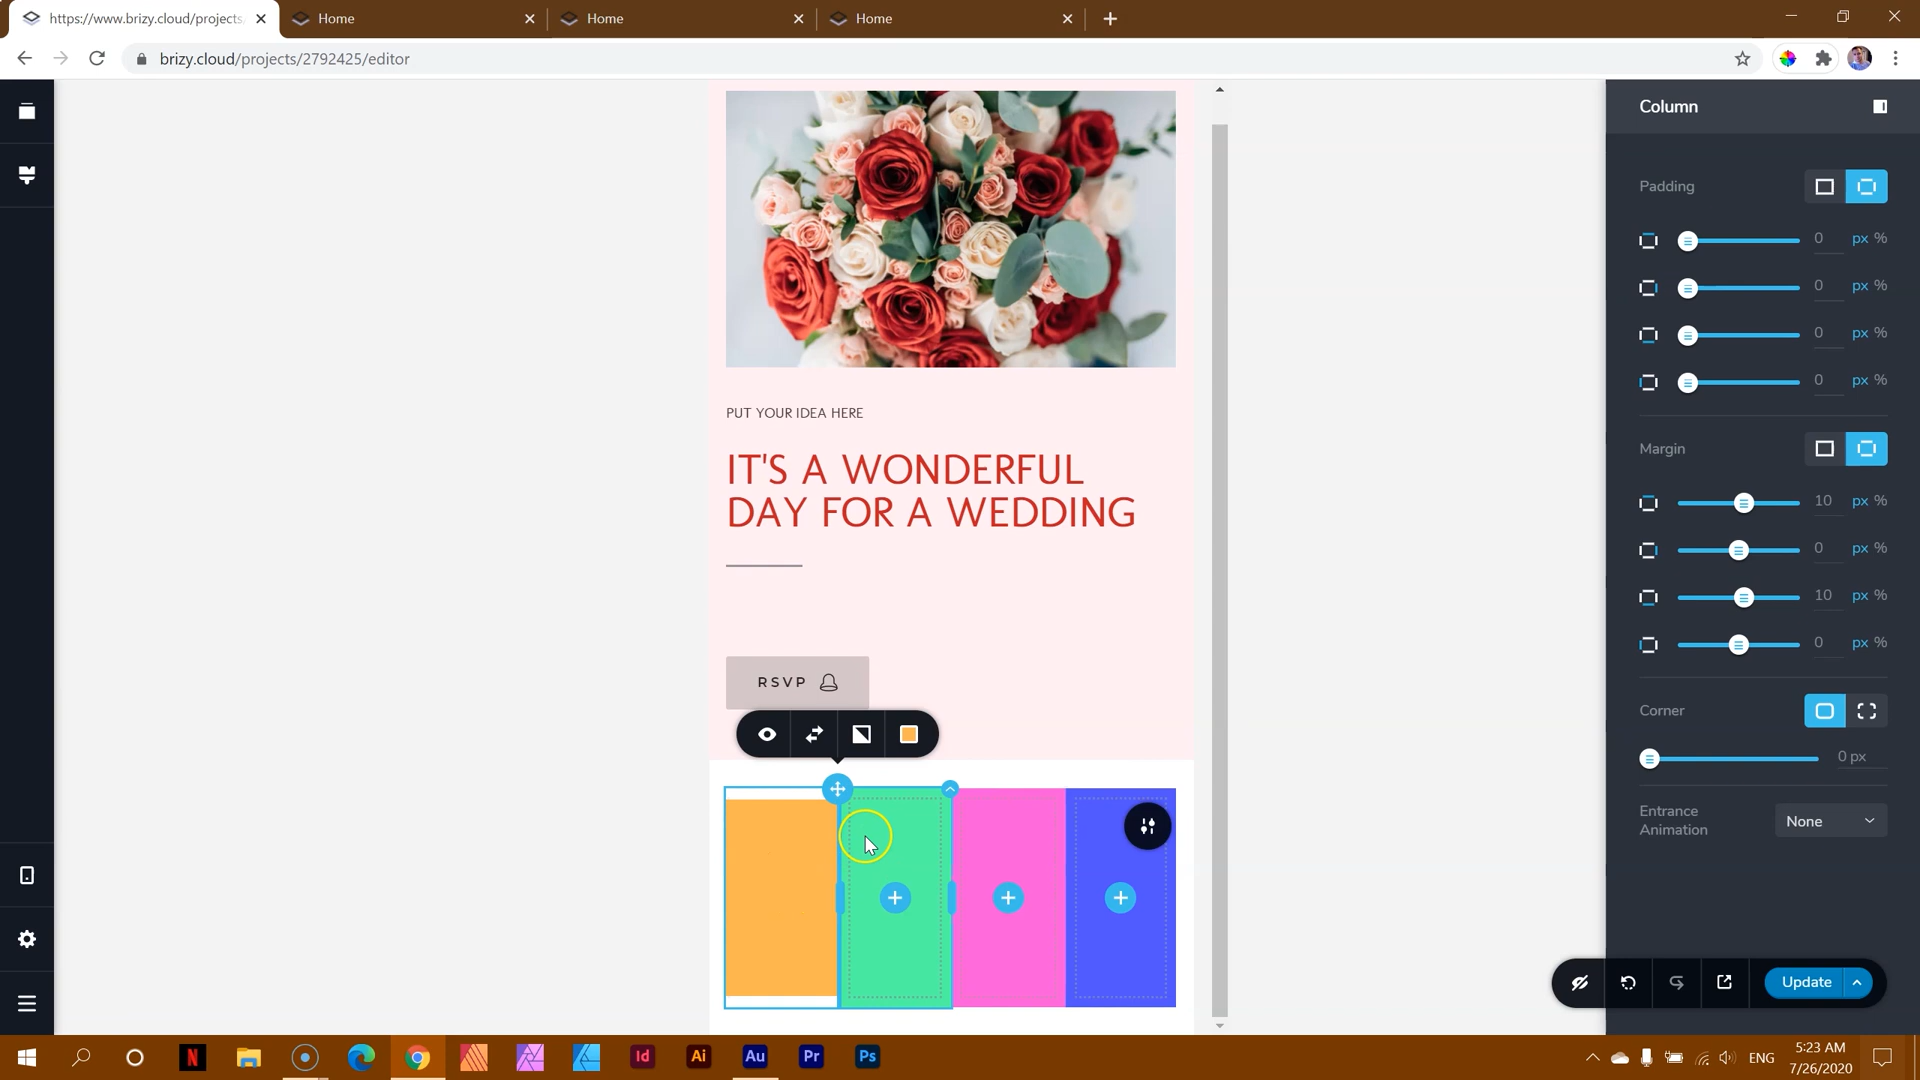 https://www.brizy.cloud/projects
Home
Home
Home
brizy.cloud/projects/2792425/editor
Column
Padding
0 px %
0 px %
0 px %
0 px %
Margin
10 px %
0 px %
10 px %
0 px %
Corner
0 px
Entrance
Animation
None
PUT YOUR IDEA HERE
IT'S A WONDERFUL
DAY FOR A WEDDING
RSVP
Update
N
Id
Ai
Au
Pr
Ps
ENG
5:23 AM
7/26/2020